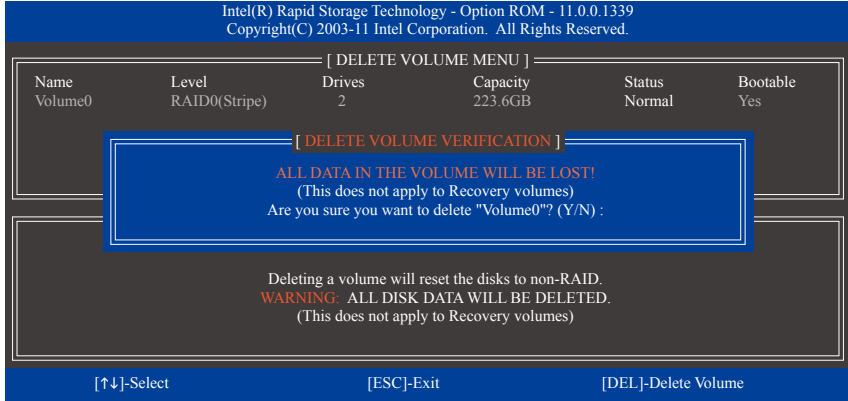 Intel(R) Rapid Storage Technology - Option ROM - 11.0.0.1339
Copyright(C) 2003-11 Intel Corporation. All Rights Reserved.
[ DELETE VOLUME MENU ]
Name Level Drives Capacity Status Bootable
Volume0 RAID0(Stripe) 2 223.6GB Normal Yes
[ DELETE VOLUME VERIFICATION ]
ALL DATA IN THE VOLUME WILL BE LOST!
(This does not apply to Recovery volumes)
Are you sure you want to delete "Volume0"? (Y/N) :
Deleting a volume will reset the disks to non-RAID.
WARNING: ALL DISK DATA WILL BE DELETED.
(This does not apply to Recovery volumes)
[↑↓]-Select [ESC]-Exit [DEL]-Delete Volume